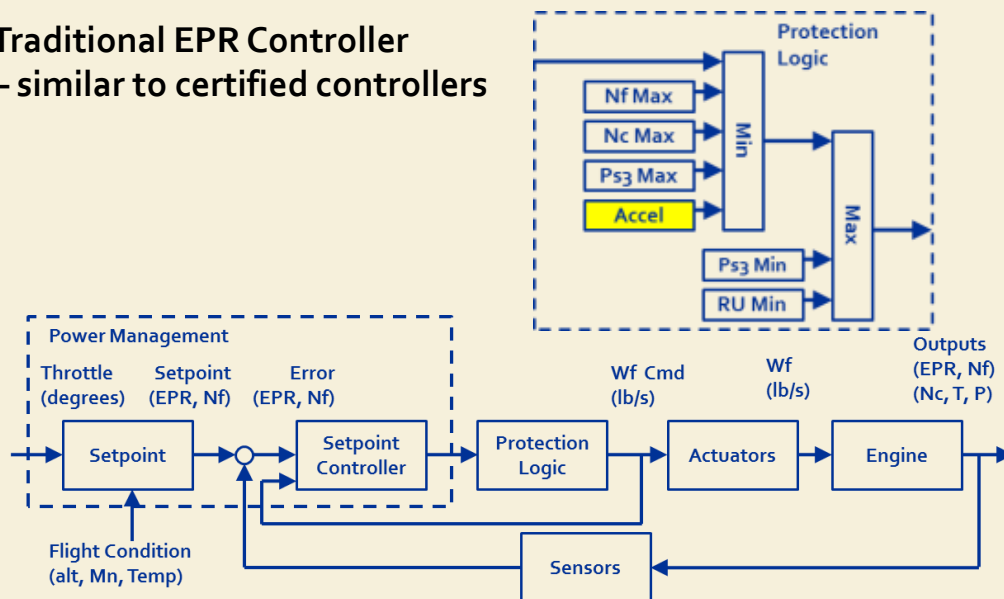 Traditional EPR Controller
– similar to certified controllers
Protection
Logic
Nf Max
Nc Max
Ps3 Max
Accel
Min
Max
Ps3 Min
RU Min
Power Management
Throttle
(degrees)
Setpoint
(EPR, Nf)
Error
(EPR, Nf)
Wf Cmd
(lb/s)
Wf
(lb/s)
Outputs
(EPR, Nf)
(Nc, T, P)
Setpoint
Setpoint
Controller
Protection
Logic
Actuators
Engine
Flight Condition
(alt, Mn, Temp)
Sensors